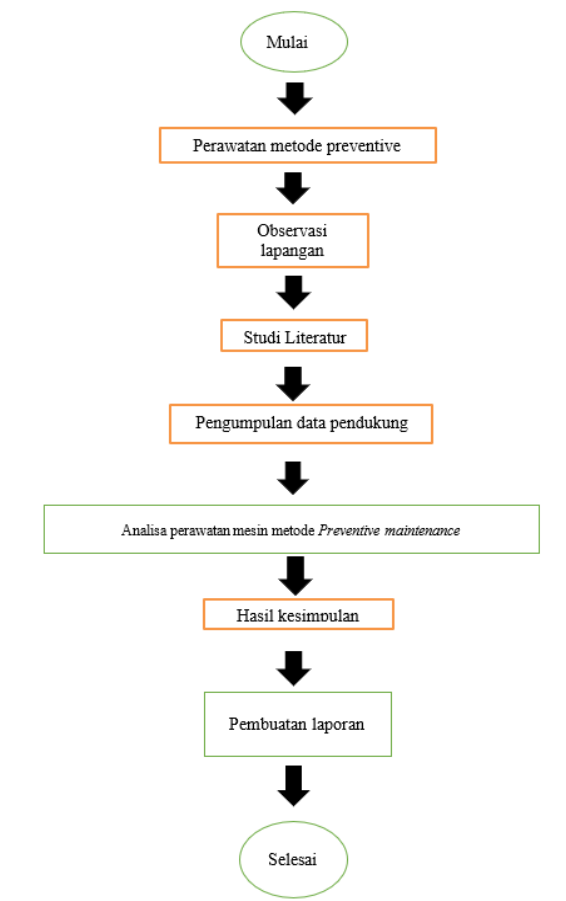 Mulai
Perawatan metode preventive
Observasi
lapangan
Studi Literatur
Pengumpulan data pendukung
Analisa perawatan mesin metode Preventive maintenance
Hasil kesimpulan
Pembuatan laporan
Selesai